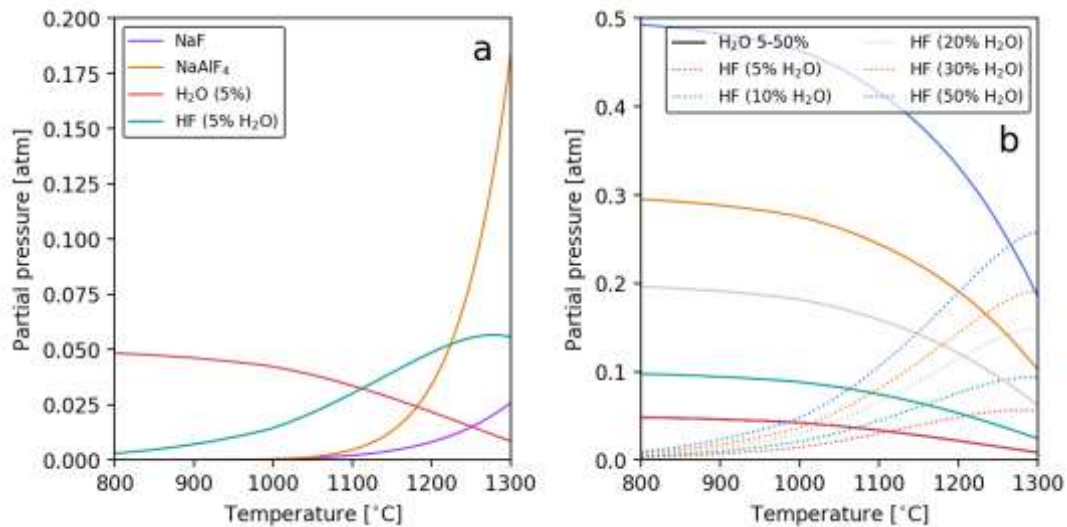 0.200
0.175
0.150
0.125
0.100
0.075
0.050
0.025
0.000
Partial pressure [atm]
NaF
NaAlF₄
H₂O (5%)
HF (5% H₂O)
a
800 900 1000 1100 1200 1300
Temperature [°C]
0.5
0.4
0.3
0.2
0.1
0.0
Partial pressure [atm]
H₂O 5-50%
HF (5% H₂O)
HF (10% H₂O)
HF (20% H₂O)
HF (30% H₂O)
HF (50% H₂O)
b
800 900 1000 1100 1200 1300
Temperature [°C]